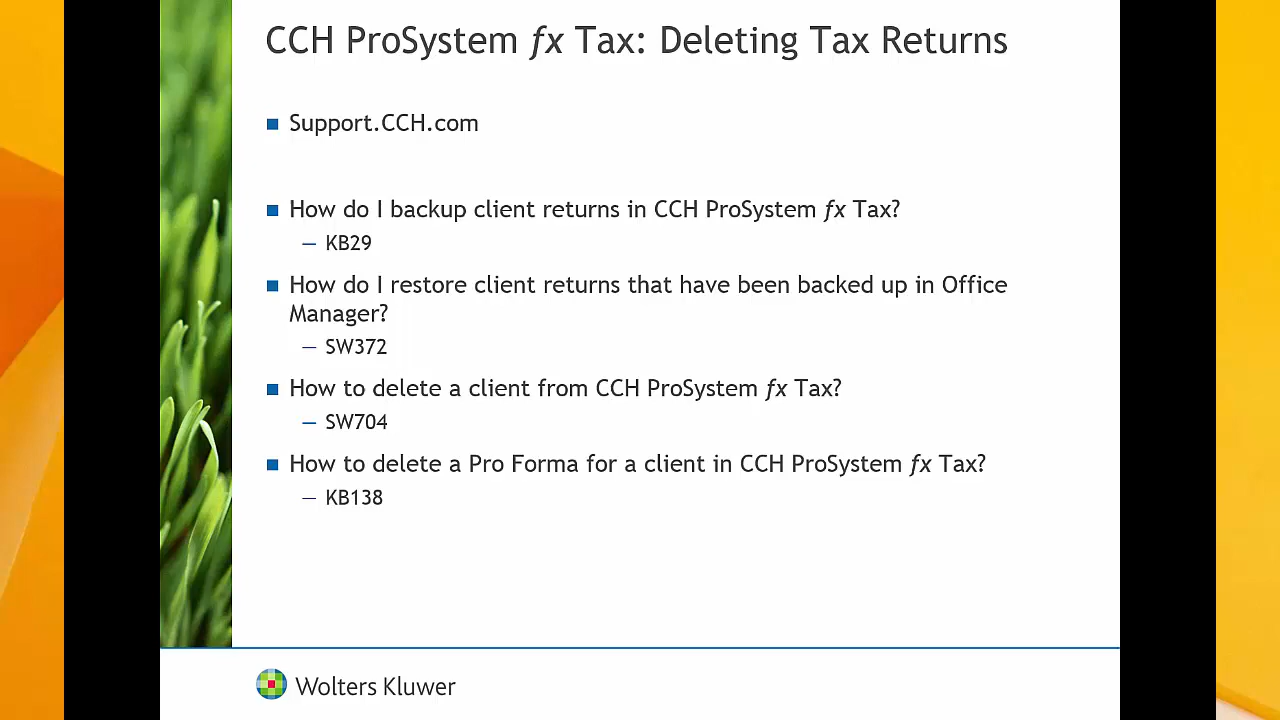 CCH ProSystem fx Tax: Deleting Tax Returns
Support.CCH.com
How do I backup client returns in CCH ProSystem fx Tax?
— KB29
How do I restore client returns that have been backed up in Office
Manager?
— SW372
How to delete a client from CCH ProSystem fx Tax?
— SW704
How to delete a Pro Forma for a client in CCH ProSystem fx Tax?
— KB138
Wolters Kluwer